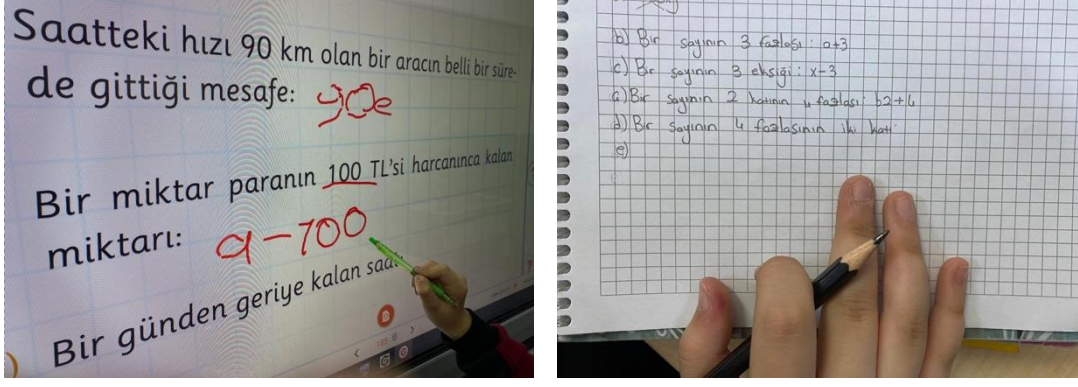 Saatteki hızı 90 km olan bir aracın belli bir süre-
de gittiği mesafe: 90e
Bir miktar paranın 100 TL'si harcanınca kalan
miktarı: a-100
Bir günden geriye kalan saat
b) Bir sayının 3 fazlası: a+3
c) Bir sayının 3 eksiği: x-3
ç) Bir sayının 2 katının 4 fazlası: b2+4
d) Bir sayının 4 fazlasının iki katı:
e)